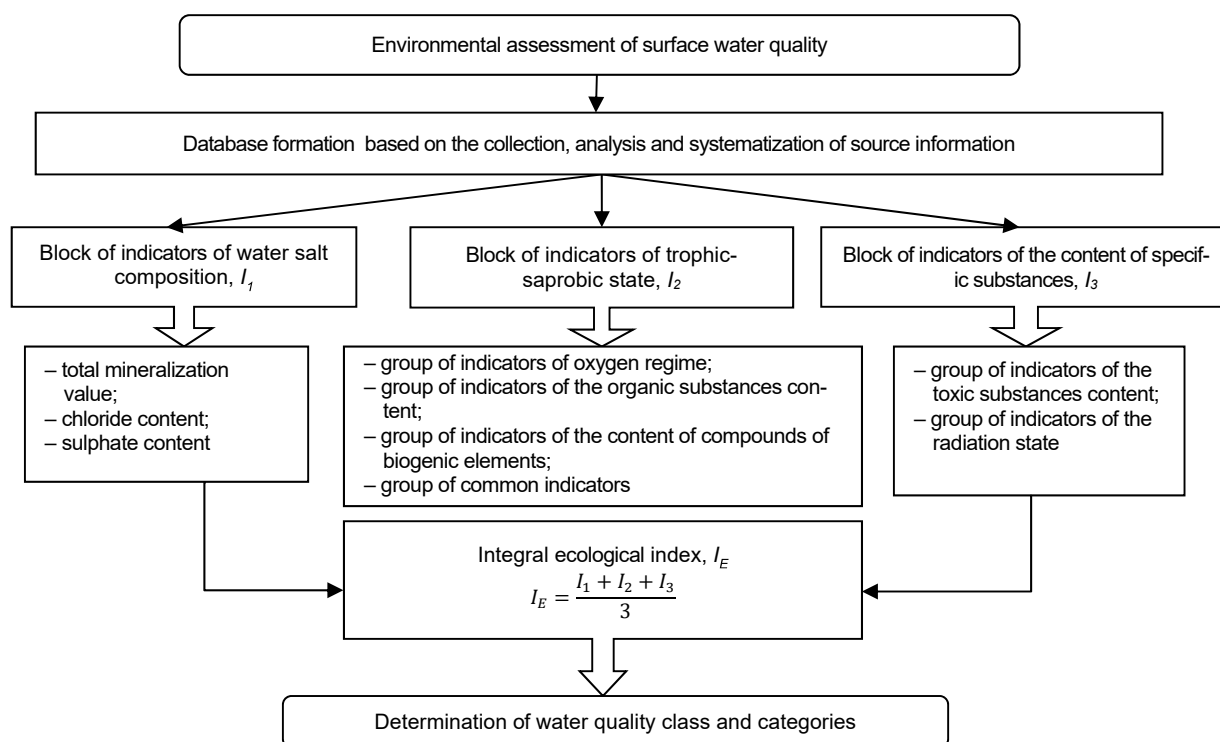 Environmental assessment of surface water quality
Database formation  based on the collection, analysis and systematization of source information
Block of indicators of water salt
composition, I₁
Block of indicators of trophic-
saprobic state, I₂
Block of indicators of the content of specif-
ic substances, I₃
– total mineralization
value;
– chloride content;
– sulphate content
– group of indicators of oxygen regime;
– group of indicators of the organic substances con-
tent;
– group of indicators of the content of compounds of
biogenic elements;
– group of common indicators
– group of indicators of the
toxic substances content;
– group of indicators of the
radiation state
Integral ecological index, I_E
I_E = (I₁ + I₂ + I₃) / 3
Determination of water quality class and categories